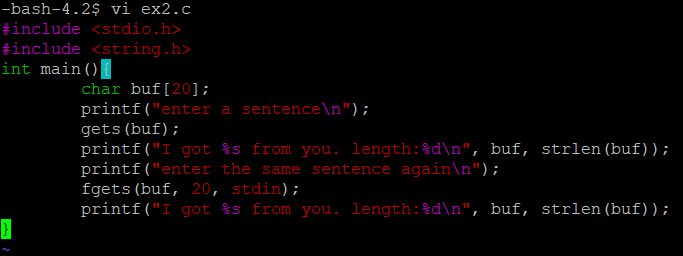 -bash-4.2$ vi ex2.c
#include <stdio.h>
#include <string.h>
int main(){
        char buf[20];
        printf("enter a sentence\n");
        gets(buf);
        printf("I got %s from you. length:%d\n", buf, strlen(buf));
        printf("enter the same sentence again\n");
        fgets(buf, 20, stdin);
        printf("I got %s from you. length:%d\n", buf, strlen(buf));
}
~